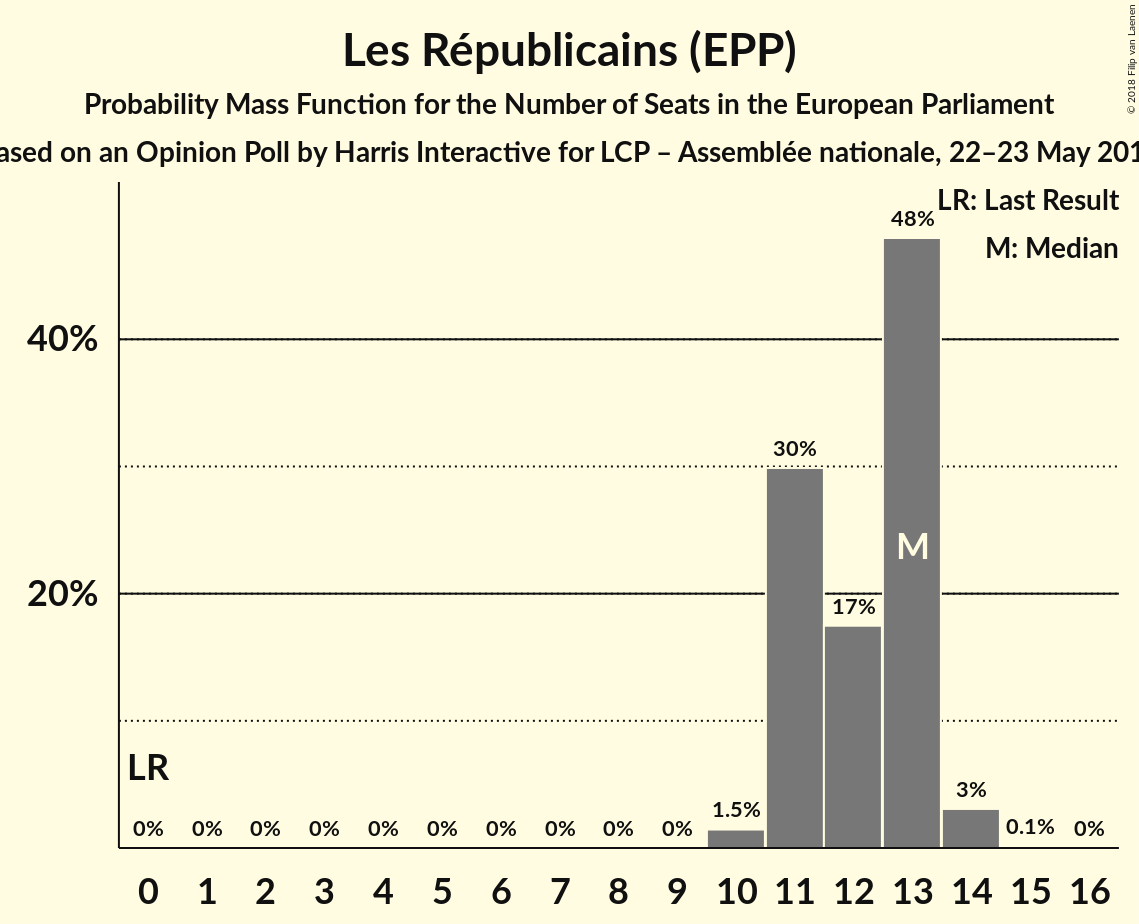 Les Républicains (EPP)
Probability Mass Function for the Number of Seats in the European Parliament
ased on an Opinion Poll by Harris Interactive for LCP – Assemblée nationale, 22–23 May 201
© 2018 Filip van Laenen
LR: Last Result
M: Median
48%
40%
30%
M
20%
17%
LR
3%
1.5%
0% 0% 0% 0% 0% 0% 0% 0% 0% 0% 0.1% 0%
0 1 2 3 4 5 6 7 8 9 10 11 12 13 14 15 16